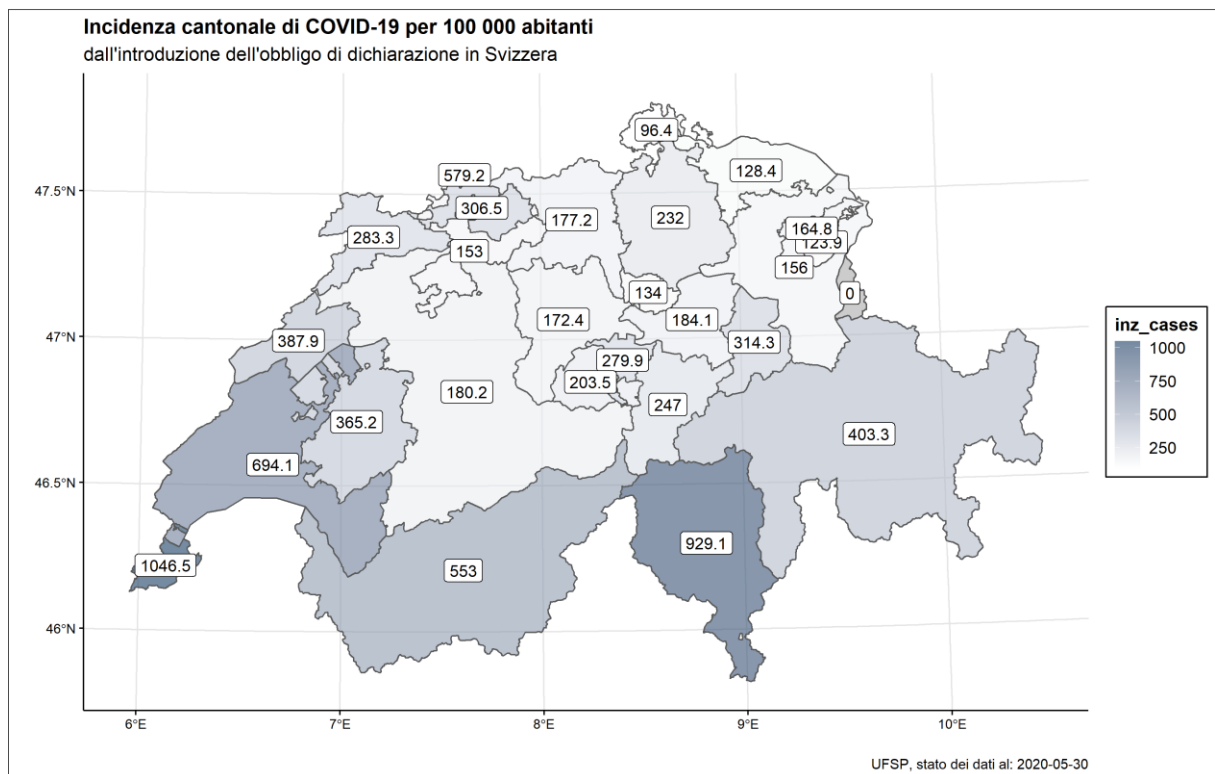 Incidenza cantonale di COVID-19 per 100 000 abitanti
dall'introduzione dell'obbligo di dichiarazione in Svizzera
96.4
128.4
579.2
306.5
177.2
232
164.8
123.9
283.3
153
156
134
0
172.4
184.1
387.9
314.3
279.9
203.5
180.2
247
365.2
403.3
694.1
929.1
1046.5
553
47.5°N
47°N
46.5°N
46°N
6°E
7°E
8°E
9°E
10°E
inz_cases
1000
750
500
250
UFSP, stato dei dati al: 2020-05-30